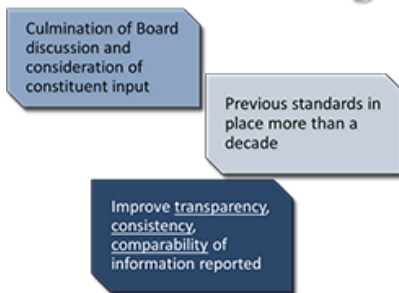 Culmination of Board
discussion and
consideration of
constituent input
Previous standards in
place more than a
decade
Improve transparency,
consistency,
comparability of
information reported